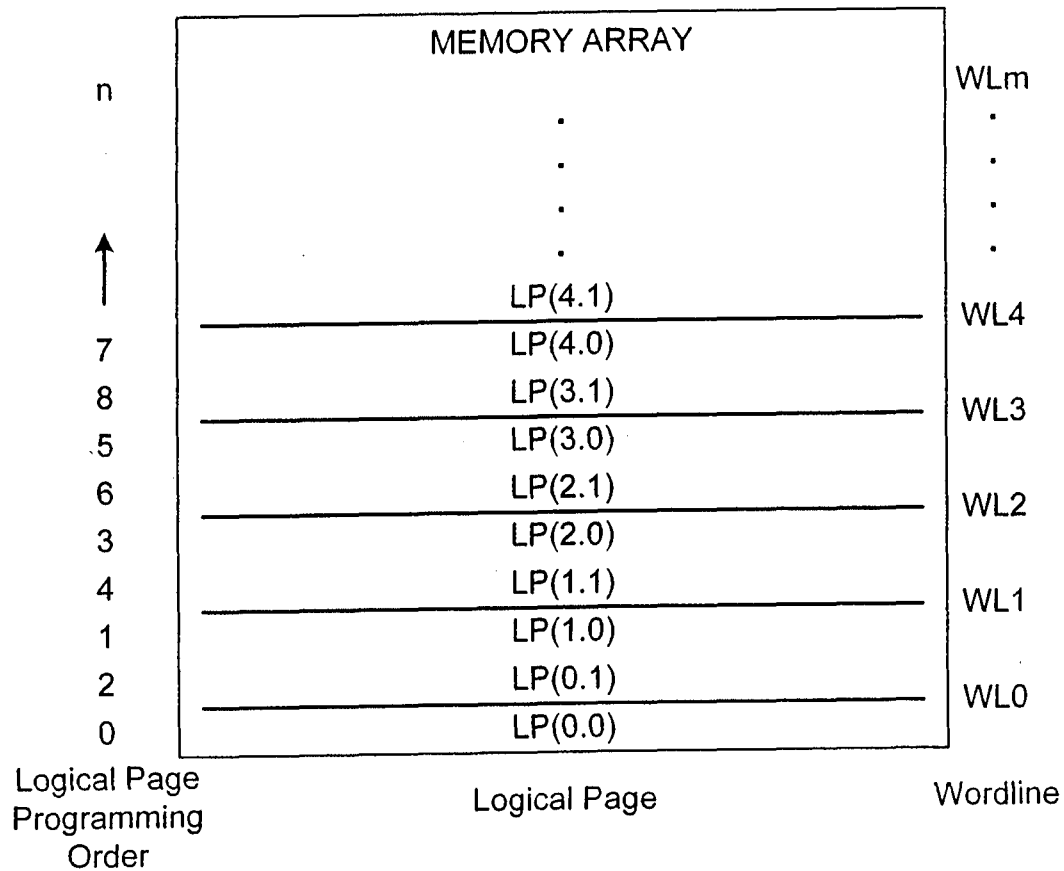 MEMORY ARRAY
n WLm
LP(4.1)
WL4
7 LP(4.0)
8 LP(3.1)
WL3
5 LP(3.0)
6 LP(2.1)
WL2
3 LP(2.0)
4 LP(1.1)
WL1
1 LP(1.0)
2 LP(0.1)
WL0
0 LP(0.0)
Logical Page
Programming
Order
Logical Page
Wordline